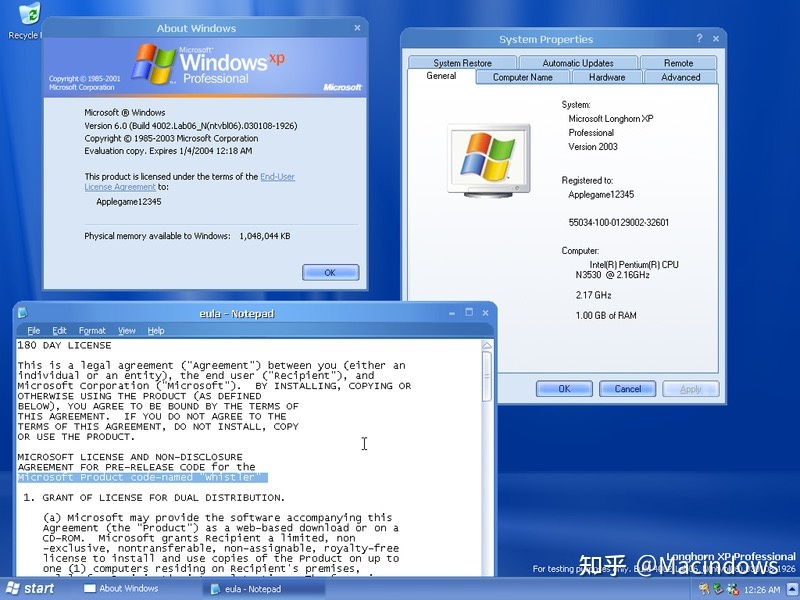 Recycle
About Windows
Microsoft®
Windows xp
Professional
Copyright © 1985-2001
Microsoft Corporation
Microsoft
Microsoft ® Windows
Version 6.0 (Build 4002.Lab06_N(ntvbl06).030108-1926)
Copyright © 1985-2003 Microsoft Corporation
Evaluation copy. Expires 1/4/2004 12:18 AM
This product is licensed under the terms of the End-User
License Agreement to:
Applegame12345
Physical memory available to Windows: 1,048,044 KB
OK
System Properties
System Restore Automatic Updates Remote
General Computer Name Hardware Advanced
System:
Microsoft Longhorn XP
Professional
Version 2003
Registered to:
Applegame12345
55034-100-0129002-32601
Computer:
Intel(R) Pentium(R) CPU
N3530 @ 2.16GHz
2.17 GHz
1.00 GB of RAM
OK Cancel Apply
eula - Notepad
File Edit Format View Help
180 DAY LICENSE
This is a legal agreement ("Agreement") between you (either an
individual or an entity), the end user ("Recipient"), and
Microsoft Corporation ("Microsoft"). BY INSTALLING, COPYING OR
OTHERWISE USING THE PRODUCT (AS DEFINED
BELOW), YOU AGREE TO BE BOUND BY THE TERMS OF
THIS AGREEMENT. IF YOU DO NOT AGREE TO THE
TERMS OF THIS AGREEMENT, DO NOT INSTALL, COPY
OR USE THE PRODUCT.
MICROSOFT LICENSE AND NON-DISCLOSURE
AGREEMENT FOR PRE-RELEASE CODE for the
Microsoft Product code-named "Whistler"
1. GRANT OF LICENSE FOR DUAL DISTRIBUTION.
(a) Microsoft may provide the software accompanying this
Agreement (the "Product") as a web-based download or on a
CD-ROM. Microsoft grants Recipient a limited, non
-exclusive, nontransferable, non-assignable, royalty-free
license to install and use copies of the Product on up to
one (1) computers residing on Recipient's premises,
Longhorn XP Professional
For testing purposes only.
知乎 @Macindows
start About Windows eula - Notepad 12:26 AM